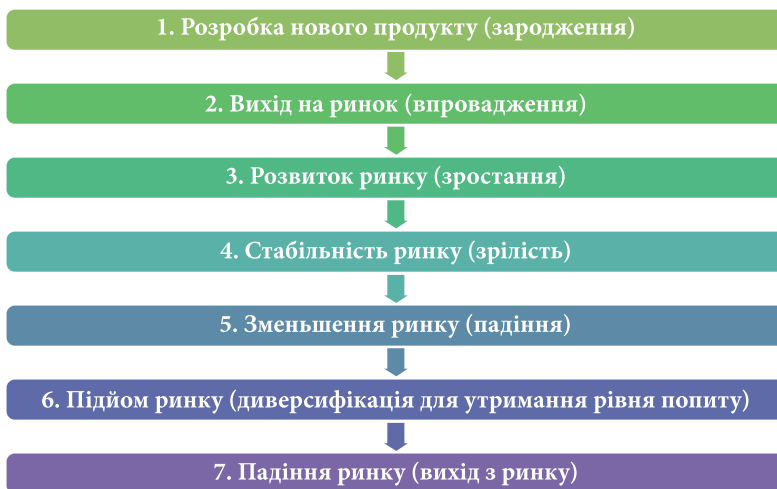 1. Розробка нового продукту (зародження)
2. Вихід на ринок (впровадження)
3. Розвиток ринку (зростання)
4. Стабільність ринку (зрілість)
5. Зменьшення ринку (падіння)
6. Підйом ринку (диверсифікація для утримання рівня попиту)
7. Падіння ринку (вихід з ринку)